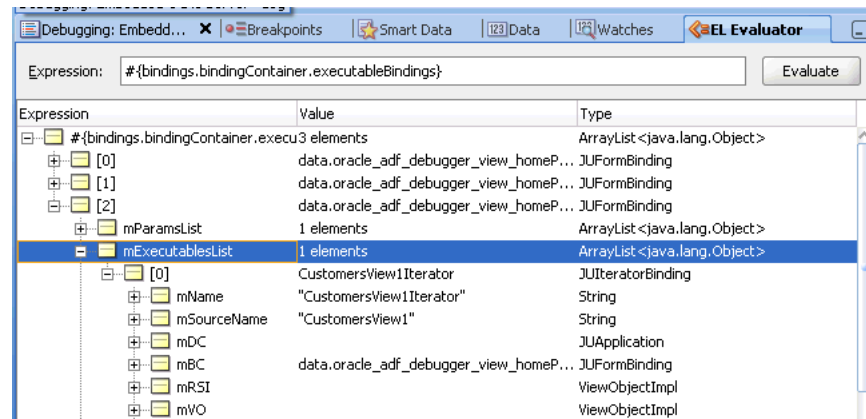 Debugging: Embedd... Breakpoints Smart Data Data Watches EL Evaluator
Expression: #{bindings.bindingContainer.executableBindings} Evaluate
Expression Value Type
#{bindings.bindingContainer.execu 3 elements ArrayList<java.lang.Object>
[0] data.oracle_adf_debugger_view_homeP... JUFormBinding
[1] data.oracle_adf_debugger_view_homeP... JUFormBinding
[2] data.oracle_adf_debugger_view_homeP... JUFormBinding
mParamsList 1 elements ArrayList<java.lang.Object>
mExecutablesList 1 elements ArrayList<java.lang.Object>
[0] CustomersView1Iterator JUIteratorBinding
mName "CustomersView1Iterator" String
mSourceName "CustomersView1" String
mDC JUApplication
mBC data.oracle_adf_debugger_view_homeP... JUFormBinding
mRSI ViewObjectImpl
mVO ViewObjectImpl